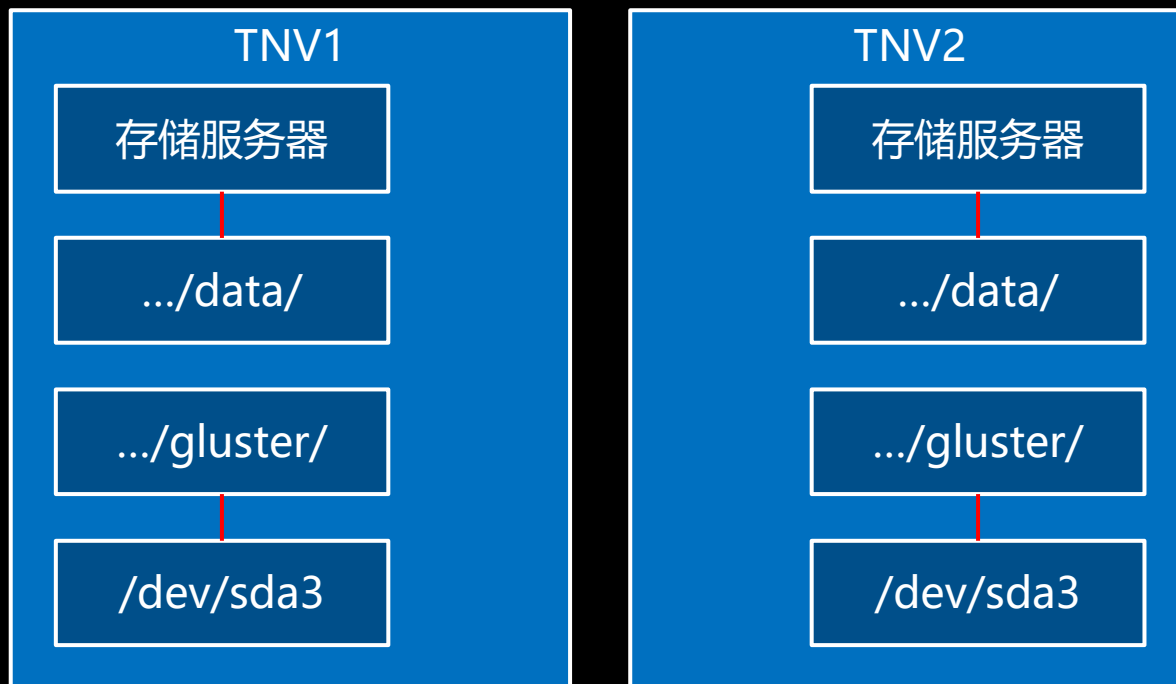 TNV1
存储服务器
.../data/
.../gluster/
/dev/sda3
TNV2
存储服务器
.../data/
.../gluster/
/dev/sda3